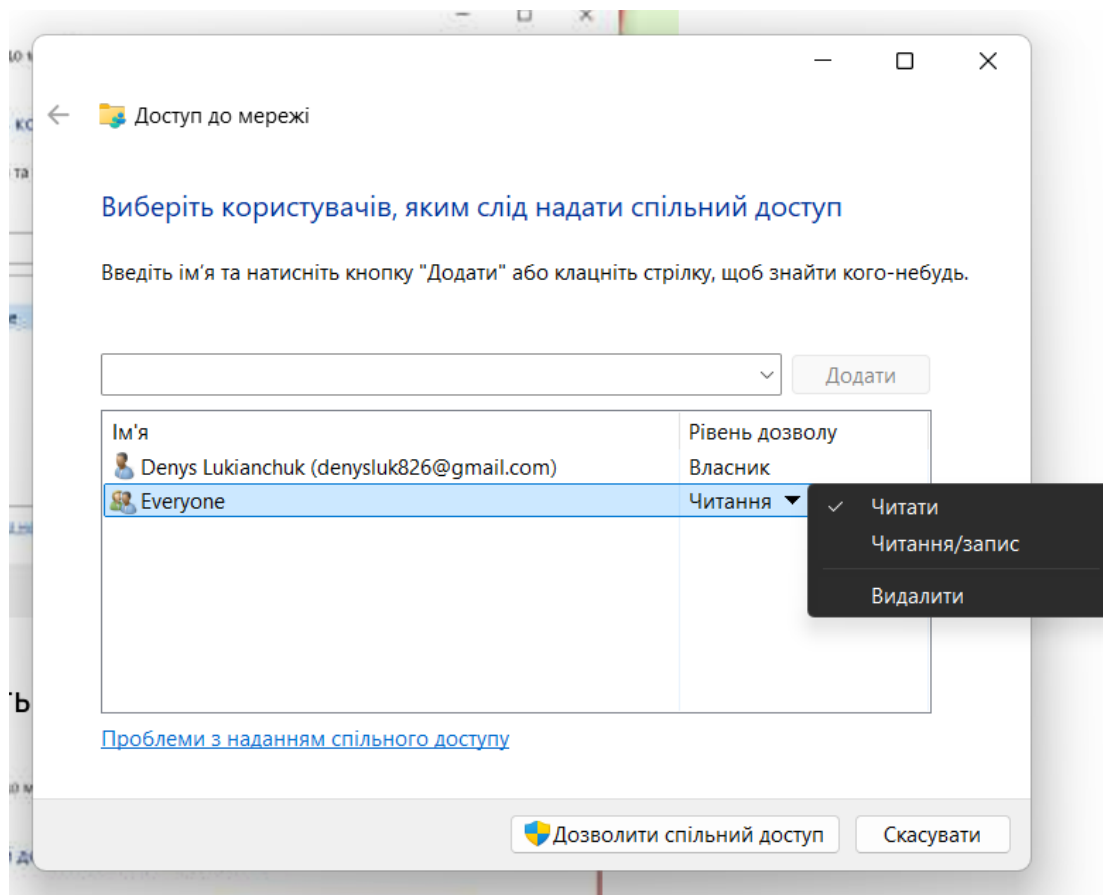 Доступ до мережі
Виберіть користувачів, яким слід надати спільний доступ
Введіть ім’я та натисніть кнопку "Додати" або клацніть стрілку, щоб знайти кого-небудь.
Додати
Ім'я Рівень дозволу
Denys Lukianchuk (denysluk826@gmail.com) Власник
Everyone Читання
Читати
Читання/запис
Видалити
Проблеми з наданням спільного доступу
Дозволити спільний доступ Скасувати